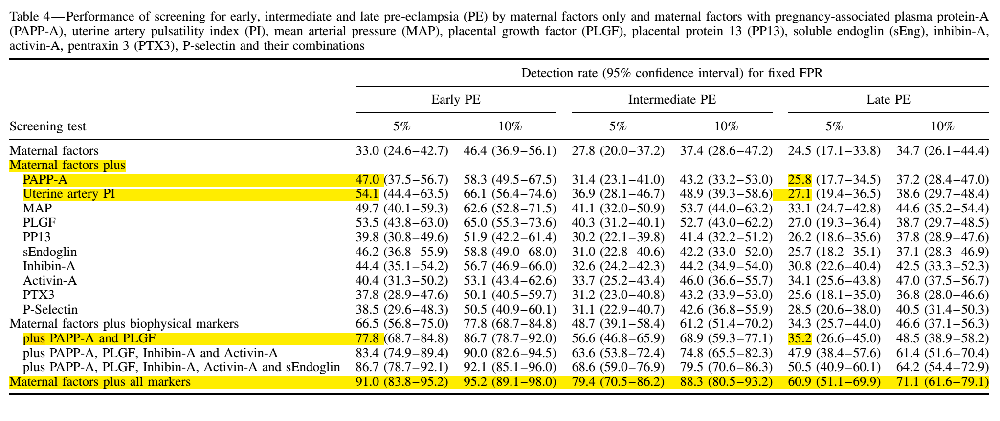 Table 4—Performance of screening for early, intermediate and late pre-eclampsia (PE) by maternal factors only and maternal factors with pregnancy-associated plasma protein-A
(PAPP-A), uterine artery pulsatility index (PI), mean arterial pressure (MAP), placental growth factor (PLGF), placental protein 13 (PP13), soluble endoglin (sEng), inhibin-A,
activin-A, pentraxin 3 (PTX3), P-selectin and their combinations
Detection rate (95% confidence interval) for fixed FPR
Early PE Intermediate PE Late PE
Screening test 5% 10% 5% 10% 5% 10%
Maternal factors 33.0 (24.6–42.7) 46.4 (36.9–56.1) 27.8 (20.0–37.2) 37.4 (28.6–47.2) 24.5 (17.1–33.8) 34.7 (26.1–44.4)
Maternal factors plus
PAPP-A 47.0 (37.5–56.7) 58.3 (49.5–67.5) 31.4 (23.1–41.0) 43.2 (33.2–53.0) 25.8 (17.7–34.5) 37.2 (28.4–47.0)
Uterine artery PI 54.1 (44.4–63.5) 66.1 (56.4–74.6) 36.9 (28.1–46.7) 48.9 (39.3–58.6) 27.1 (19.4–36.5) 38.6 (29.7–48.4)
MAP 49.7 (40.1–59.3) 62.6 (52.8–71.5) 41.1 (32.0–50.9) 53.7 (44.0–63.2) 33.1 (24.7–42.8) 44.6 (35.2–54.4)
PLGF 53.5 (43.8–63.0) 65.0 (55.3–73.6) 40.3 (31.2–40.1) 52.7 (43.0–62.2) 27.0 (19.3–36.4) 38.7 (29.7–48.5)
PP13 39.8 (30.8–49.6) 51.9 (42.2–61.4) 30.2 (22.1–39.8) 41.4 (32.2–51.2) 26.2 (18.6–35.6) 37.8 (28.9–47.6)
sEndoglin 46.2 (36.8–55.9) 58.8 (49.0–68.0) 31.0 (22.8–40.6) 42.2 (33.0–52.0) 25.7 (18.2–35.1) 37.1 (28.3–46.9)
Inhibin-A 44.4 (35.1–54.2) 56.7 (46.9–66.0) 32.6 (24.2–42.3) 44.2 (34.9–54.0) 30.8 (22.6–40.4) 42.5 (33.3–52.3)
Activin-A 40.4 (31.3–50.2) 53.1 (43.4–62.6) 33.7 (25.2–43.4) 46.0 (36.6–55.7) 34.1 (25.6–43.8) 47.0 (37.5–56.7)
PTX3 37.8 (28.9–47.6) 50.1 (40.5–59.7) 31.2 (23.0–40.8) 43.2 (33.9–53.0) 25.6 (18.1–35.0) 36.8 (28.0–46.6)
P-Selectin 38.5 (29.6–48.3) 50.5 (40.9–60.1) 31.1 (22.9–40.7) 42.6 (36.8–55.9) 28.5 (20.6–38.0) 40.5 (31.4–50.3)
Maternal factors plus biophysical markers 66.5 (56.8–75.0) 77.8 (68.7–84.8) 48.7 (39.1–58.4) 61.2 (51.4–70.2) 34.3 (25.7–44.0) 46.6 (37.1–56.3)
plus PAPP-A and PLGF 77.8 (68.7–84.8) 86.7 (78.7–92.0) 56.6 (46.8–65.9) 68.9 (59.3–77.1) 35.2 (26.6–45.0) 48.5 (38.9–58.2)
plus PAPP-A, PLGF, Inhibin-A and Activin-A 83.4 (74.9–89.4) 90.0 (82.6–94.5) 63.6 (53.8–72.4) 74.8 (65.5–82.3) 47.9 (38.4–57.6) 61.4 (51.6–70.4)
plus PAPP-A, PLGF, Inhibin-A, Activin-A and sEndoglin 86.7 (78.7–92.1) 92.1 (85.1–96.0) 68.6 (59.0–76.9) 79.5 (70.6–86.3) 50.5 (40.9–60.1) 64.2 (54.4–72.9)
Maternal factors plus all markers 91.0 (83.8–95.2) 95.2 (89.1–98.0) 79.4 (70.5–86.2) 88.3 (80.5–93.2) 60.9 (51.1–69.9) 71.1 (61.6–79.1)